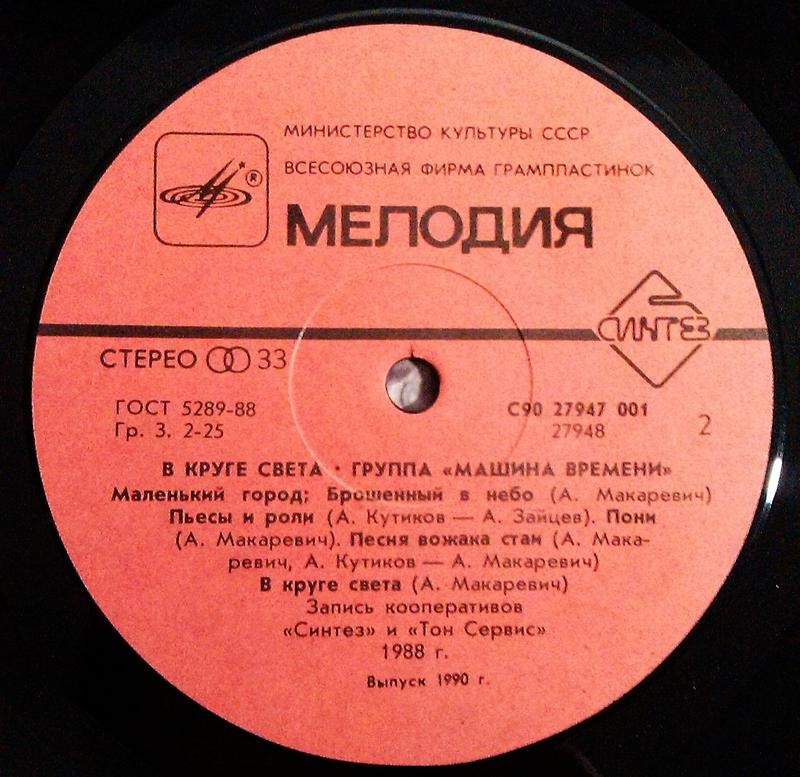 МИНИСТЕРСТВО КУЛЬТУРЫ СССР
ВСЕСОЮЗНАЯ ФИРМА ГРАМПЛАСТИНОК
®
МЕЛОДИЯ
СИНТЕЗ
СТЕРЕО 33
ГОСТ 5289-88
Гр. 3. 2-25
С90 27947 001
27948
2
В КРУГЕ СВЕТА • ГРУППА «МАШИНА ВРЕМЕНИ»
Маленький город; Брошенный в небо (А. Макаревич)
Пьесы и роли (А. Кутиков — А. Зайцев). Пони
(А. Макаревич). Песня вожака стаи (А. Мака-
ревич, А. Кутиков — А. Макаревич)
В круге света (А. Макаревич)
Запись кооперативов
«Синтез» и «Тон Сервис»
1988 г.
Выпуск 1990 г.